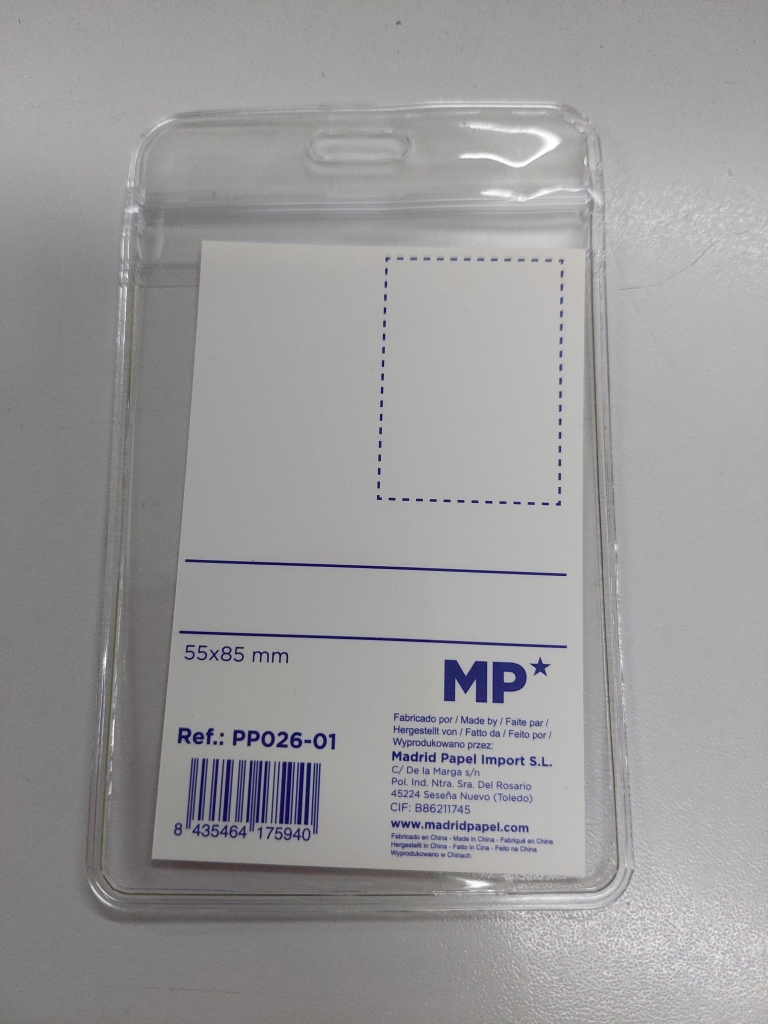 55x85 mm
MP
Ref.: PP026-01
8 435464 175940
Fabricado por / Made by / Faite par /
Hergestellt von / Fatto da / Feito por /
Wyprodukowano przez:
Madrid Papel Import S.L.
C/ De la Marga s/n
Pol. Ind. Ntra. Sra. Del Rosario
45224 Seseña Nuevo (Toledo)
CIF: B86211745
www.madridpapel.com
Fabricado en China - Made in China - Fabriqué en Chine
Hergestellt in China - Fatto in Cina - Feito na China
Wyprodukowano w Chinach